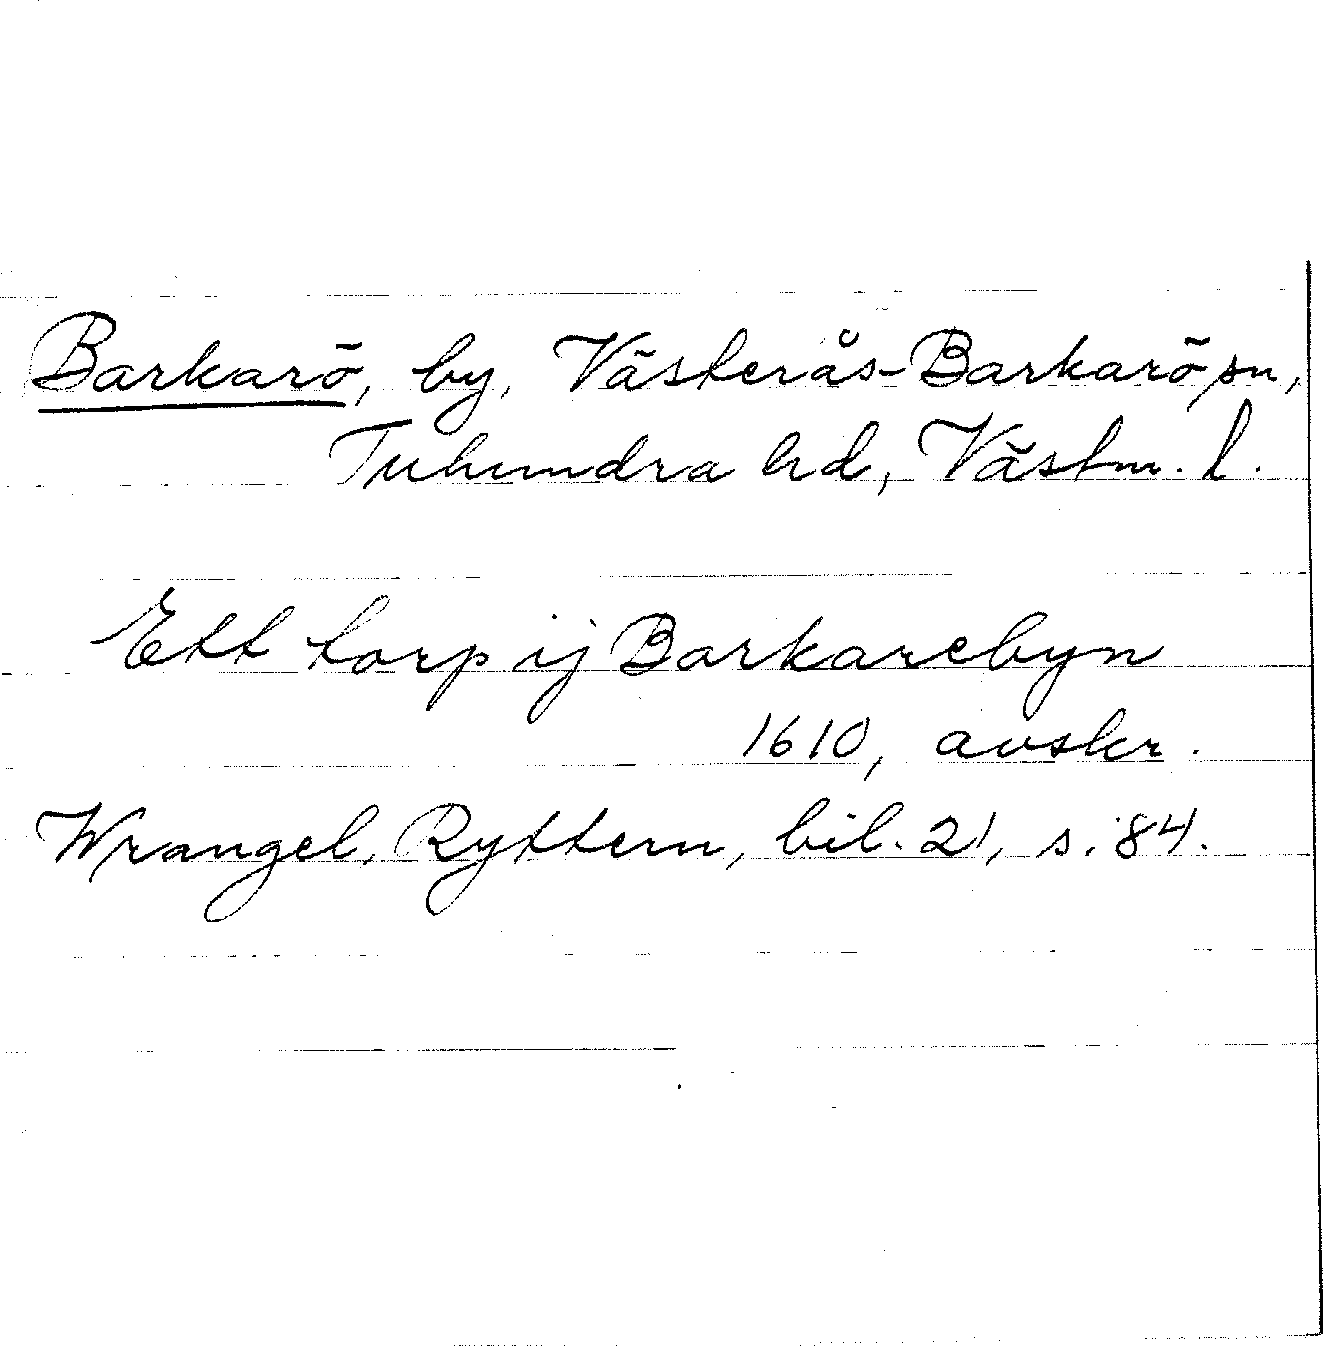 Barkarö, by, Västerås-Barkarö sn,
Tuhundra hd, Västm. l.
Ett torp ij Barkarebyn
1610, avskr.
Wrangel, Ryttern, bil. 21, s. 84.